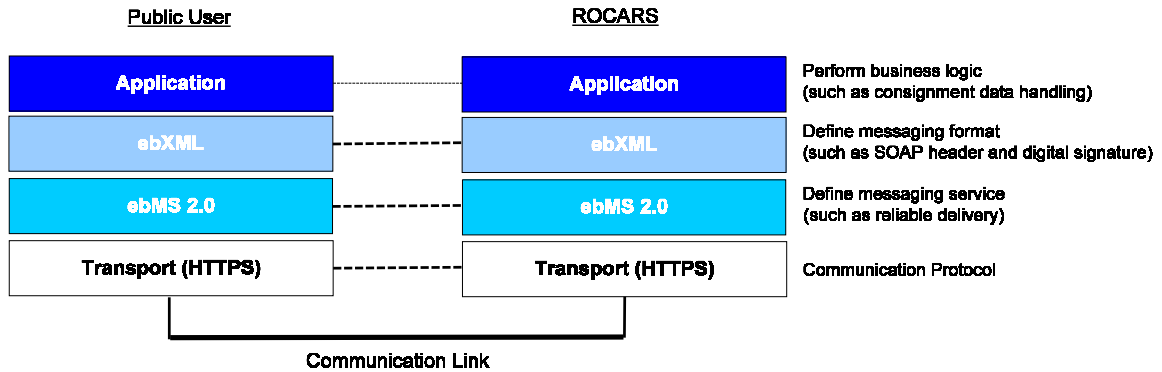 Public User
ROCARS
Application
Application
Perform business logic
(such as consignment data handling)
ebXML
ebXML
Define messaging format
(such as SOAP header and digital signature)
ebMS 2.0
ebMS 2.0
Define messaging service
(such as reliable delivery)
Transport (HTTPS)
Transport (HTTPS)
Communication Protocol
Communication Link